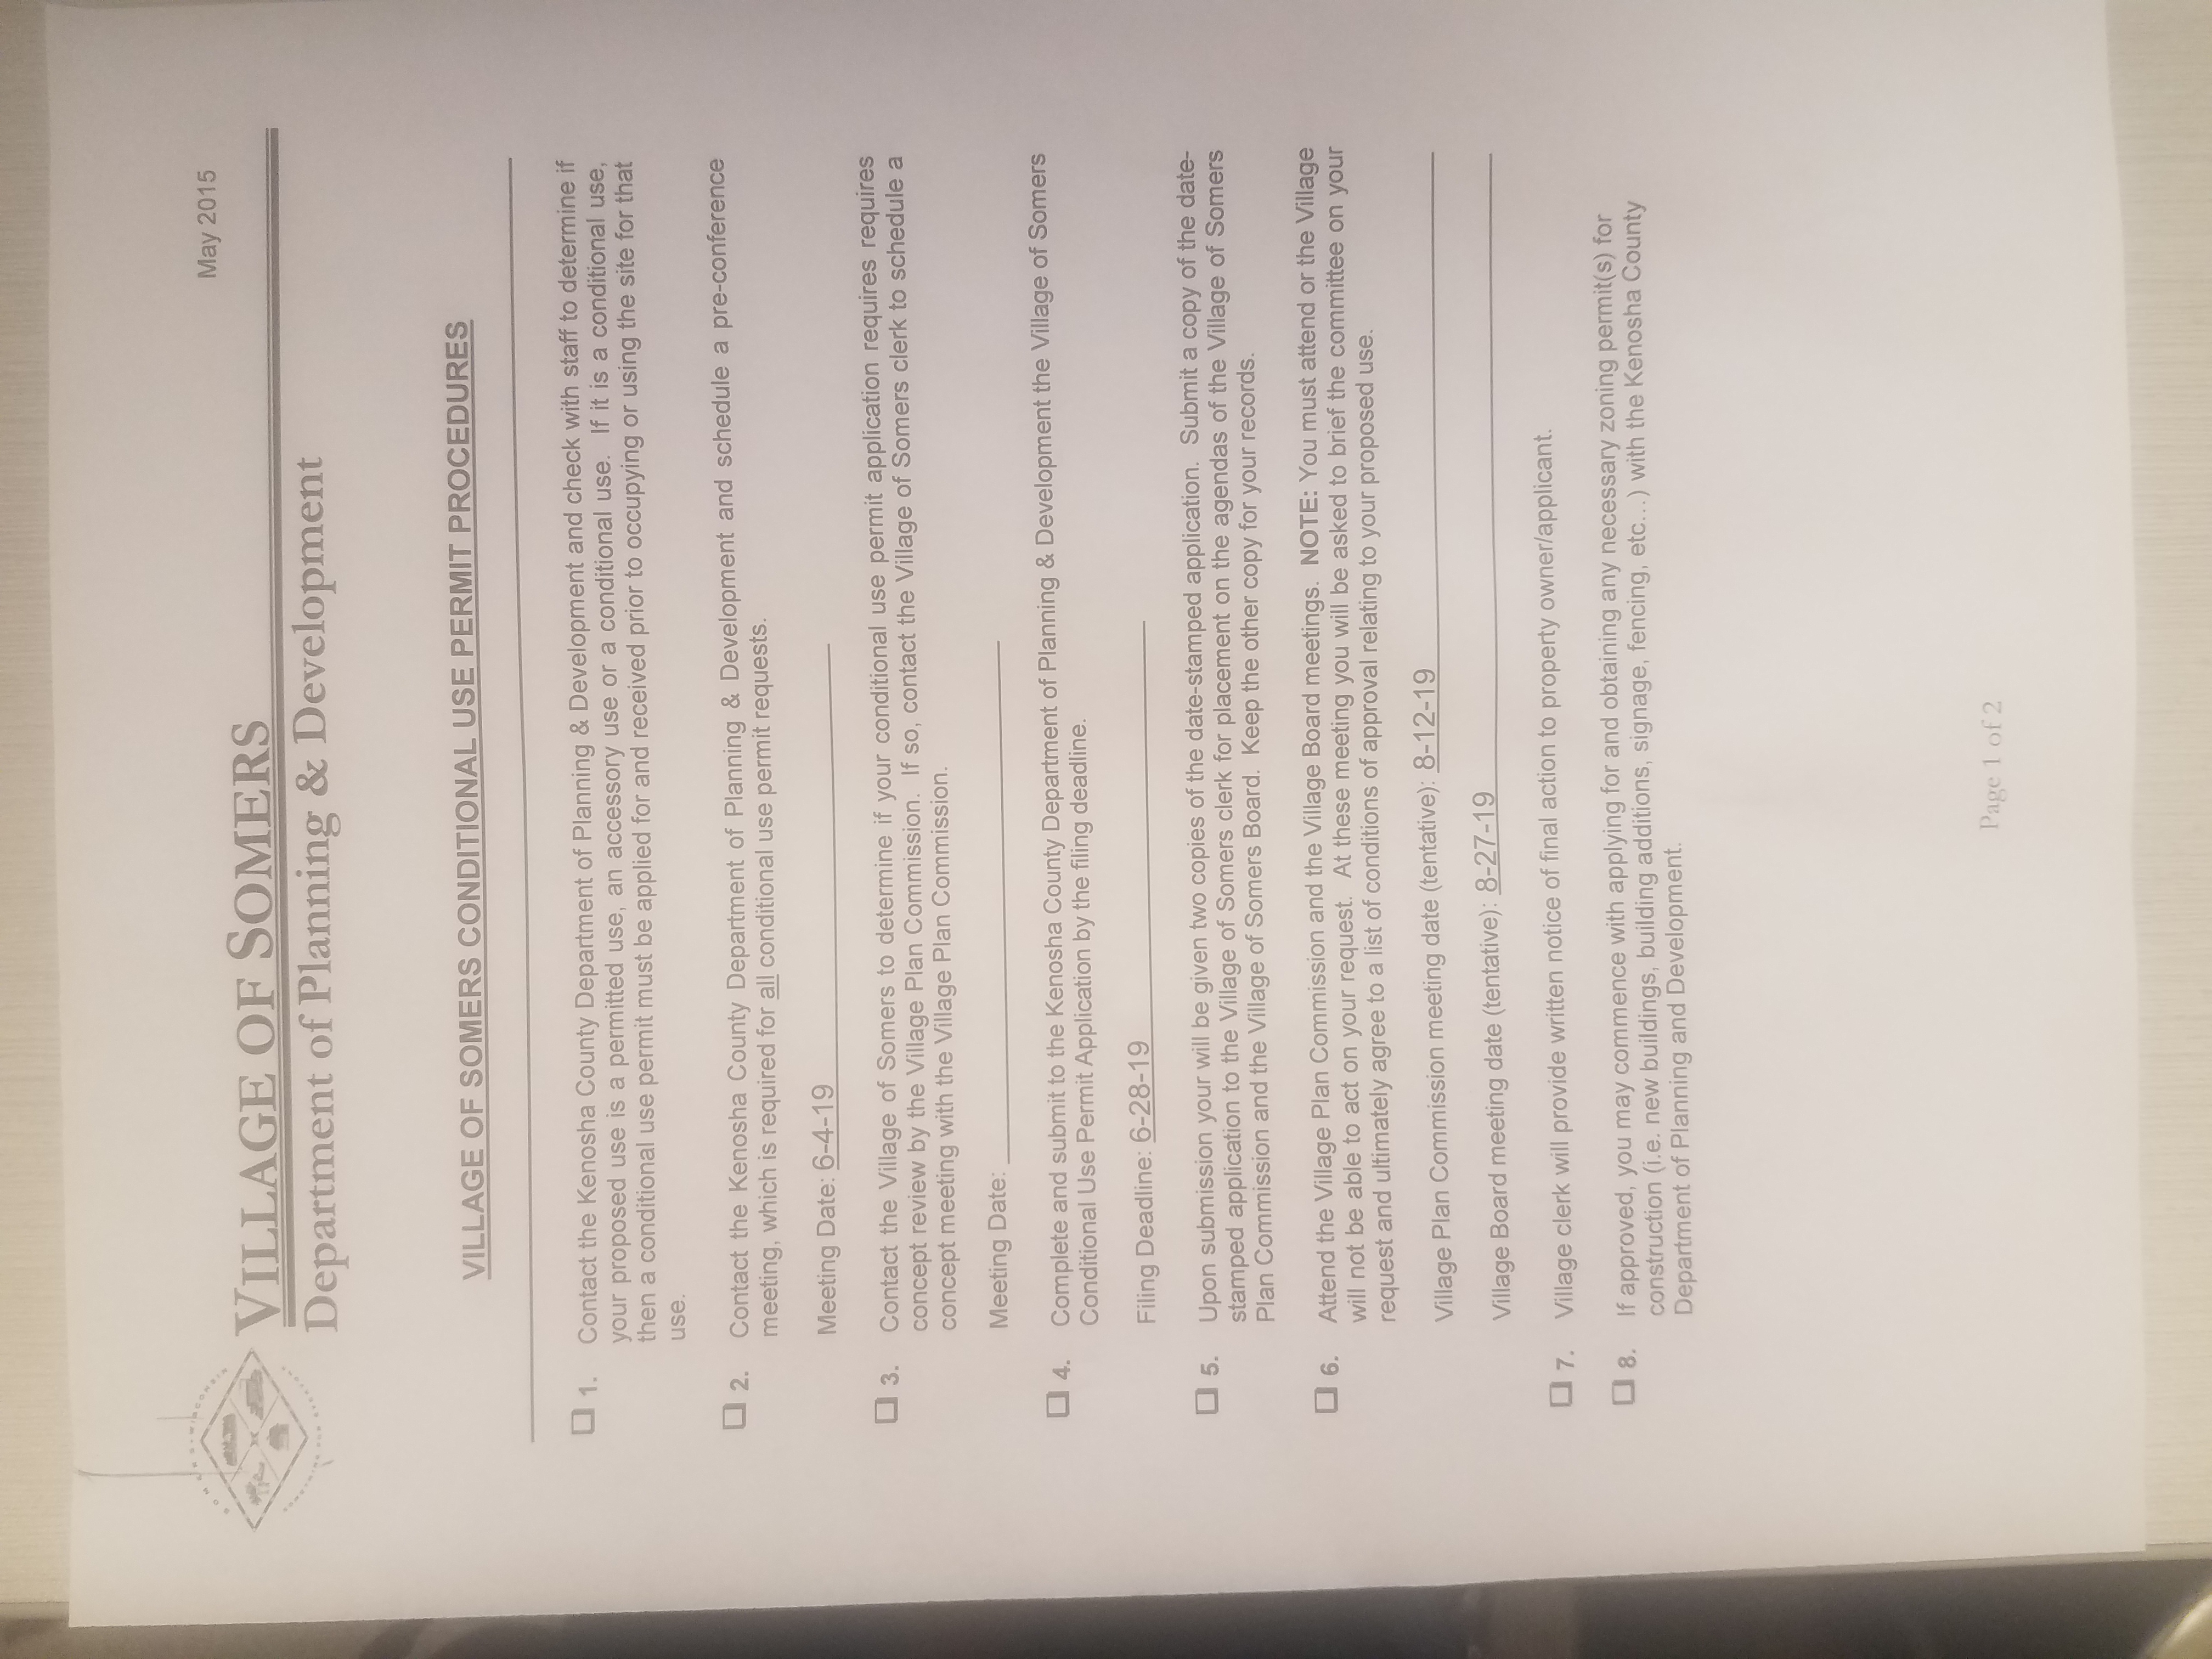 May 2015
VILLAGE OF SOMERS
Department of Planning & Development
VILLAGE OF SOMERS CONDITIONAL USE PERMIT PROCEDURES
1. Contact the Kenosha County Department of Planning & Development and check with staff to determine if
your proposed use is a permitted use, an accessory use or a conditional use. If it is a conditional use,
then a conditional use permit must be applied for and received prior to occupying or using the site for that
use.
2. Contact the Kenosha County Department of Planning & Development and schedule a pre-conference
meeting, which is required for all conditional use permit requests.
Meeting Date: 6-4-19
3. Contact the Village of Somers to determine if your conditional use permit application requires requires
concept review by the Village Plan Commission. If so, contact the Village of Somers clerk to schedule a
concept meeting with the Village Plan Commission.
Meeting Date:
4. Complete and submit to the Kenosha County Department of Planning & Development the Village of Somers
Conditional Use Permit Application by the filing deadline.
Filing Deadline: 6-28-19
5. Upon submission your will be given two copies of the date-stamped application. Submit a copy of the date-
stamped application to the Village of Somers clerk for placement on the agendas of the Village of Somers
Plan Commission and the Village of Somers Board. Keep the other copy for your records.
6. Attend the Village Plan Commission and the Village Board meetings. NOTE: You must attend or the Village
will not be able to act on your request. At these meeting you will be asked to brief the committee on your
request and ultimately agree to a list of conditions of approval relating to your proposed use.
Village Plan Commission meeting date (tentative): 8-12-19
Village Board meeting date (tentative): 8-27-19
7. Village clerk will provide written notice of final action to property owner/applicant.
8. If approved, you may commence with applying for and obtaining any necessary zoning permit(s) for
construction (i.e. new buildings, building additions, signage, fencing, etc...) with the Kenosha County
Department of Planning and Development.
Page 1 of 2